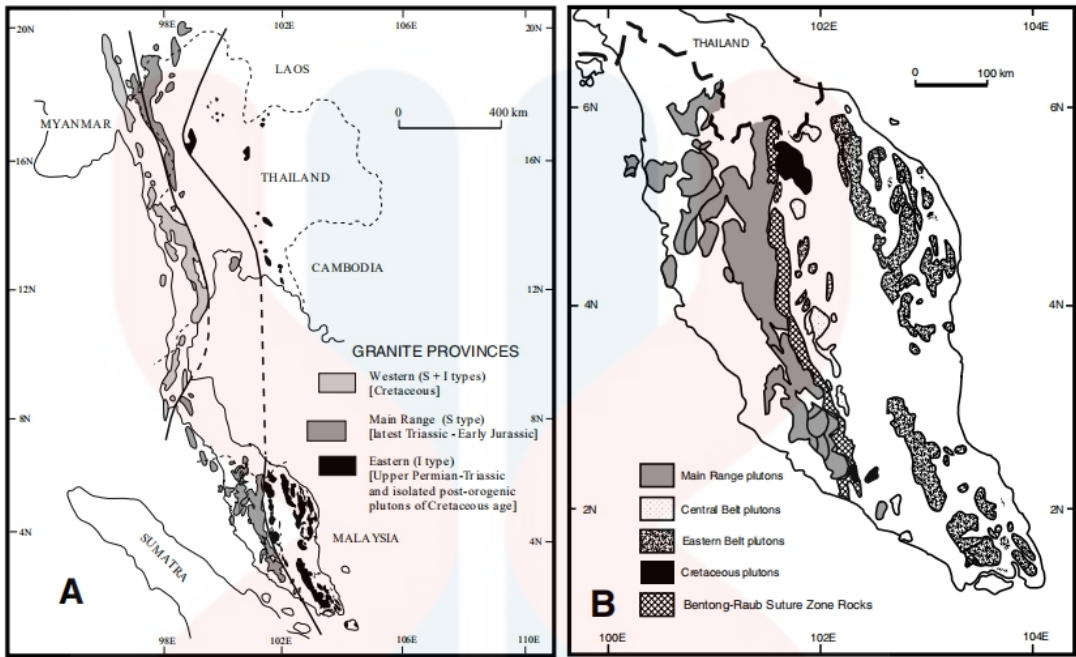 98E
102E
106E
20N
20N
LAOS
0
400 km
MYANMAR
16N
16N
THAILAND
CAMBODIA
12N
12N
GRANITE PROVINCES
Western (S + I types)
[Cretaceous]
Main Range (S type)
[latest Triassic - Early Jurassic]
8N
8N
Eastern (I type)
[Upper Permian-Triassic
and isolated post-orogenic
plutons of Cretaceous age]
4N
MALAYSIA
4N
SUMATRA
A
98E
102E
106E
110E
102E
104E
THAILAND
0
100 km
6N
6N
4N
4N
Main Range plutons
Central Belt plutons
2N
2N
Eastern Belt plutons
Cretaceous plutons
B
Bentong-Raub Suture Zone Rocks
100E
102E
104E